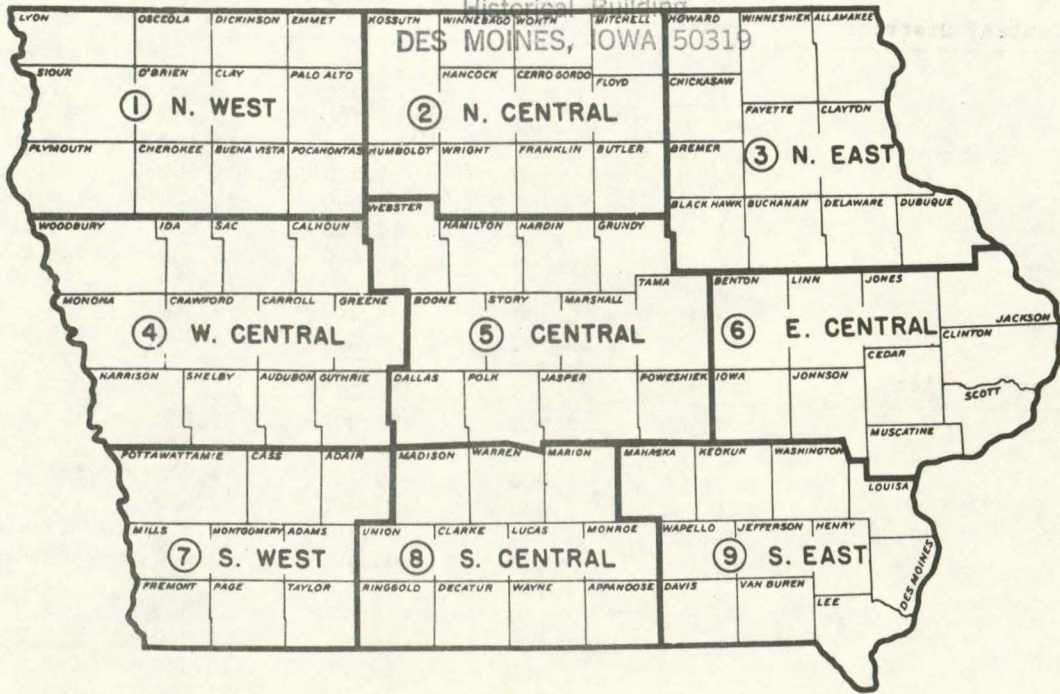 Historical Building
DES MOINES, IOWA 50319
LYON OSCEOLA DICKINSON EMMET KOSSUTH WINNEBAGO WORTH MITCHELL HOWARD WINNESHIEK ALLAMAKEE
SIOUX O'BRIEN CLAY PALO ALTO HANCOCK CERRO GORDO FLOYD CHICKASAW
① N. WEST ② N. CENTRAL FAYETTE CLAYTON
PLYMOUTH CHEROKEE BUENA VISTA POCAHONTAS HUMBOLDT WRIGHT FRANKLIN BUTLER BREMER ③ N. EAST
WEBSTER BLACK HAWK BUCHANAN DELAWARE DUBUQUE
WOODBURY IDA SAC CALHOUN HAMILTON HARDIN GRUNDY
TAMA BENTON LINN JONES
MONONA CRAWFORD CARROLL GREENE BOONE STORY MARSHALL JACKSON
④ W. CENTRAL ⑤ CENTRAL ⑥ E. CENTRAL CLINTON
CEDAR
HARRISON SHELBY AUDUBON GUTHRIE DALLAS POLK JASPER POWESHIEK IOWA JOHNSON SCOTT
MUSCATINE
POTTAWATTAMIE CASS ADAIR MADISON WARREN MARION MAHASKA KEOKUK WASHINGTON
LOUISA
MILLS MONTGOMERY ADAMS UNION CLARKE LUCAS MONROE WAPELLO JEFFERSON HENRY
⑦ S. WEST ⑧ S. CENTRAL ⑨ S. EAST DES MOINES
FREMONT PAGE TAYLOR RINGGOLD DECATUR WAYNE APPANOOSE DAVIS VAN BUREN LEE